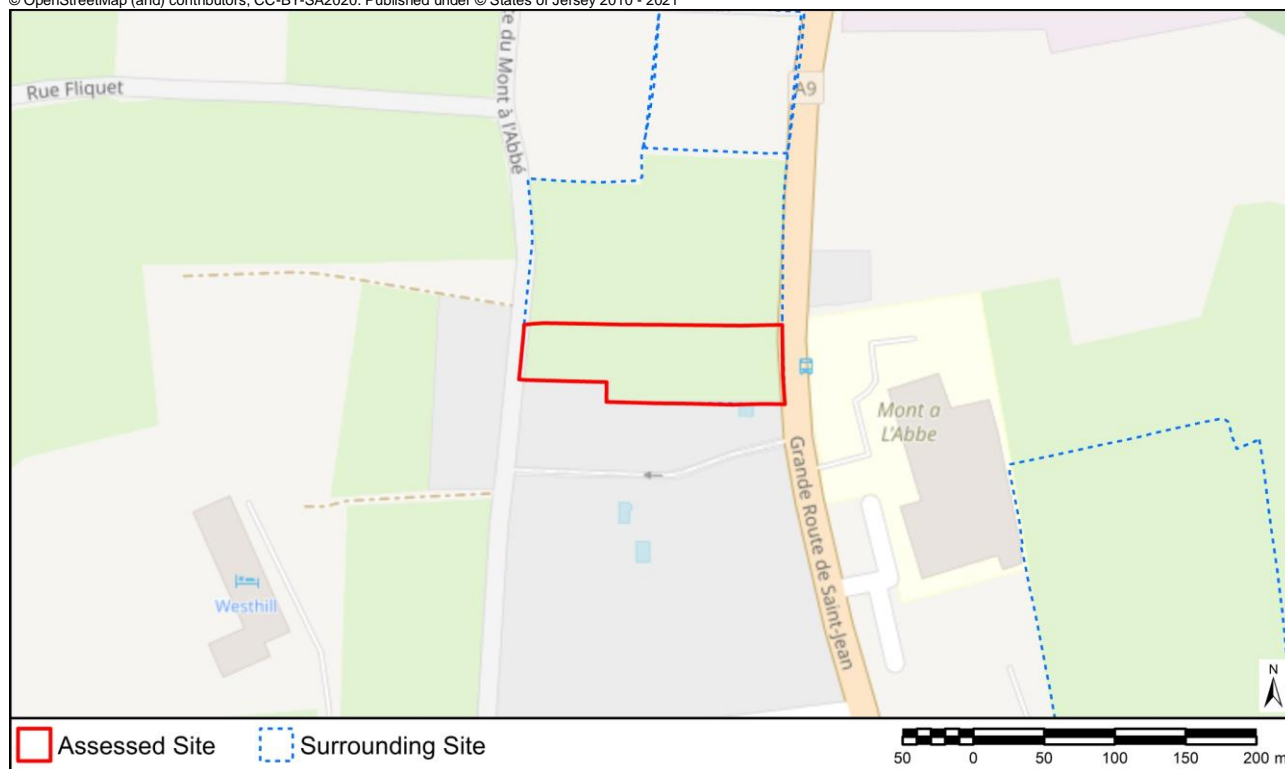 © OpenStreetMap (and) contributors, CC-BY-SA2020. Published under © States of Jersey 2010 - 2021
te du Mont à l'Abbé
Rue Fliquet
A9
Mont a
L'Abbe
Grande Route de Saint-Jean
Westhill
N
Assessed Site
Surrounding Site
50 0 50 100 150 200 m